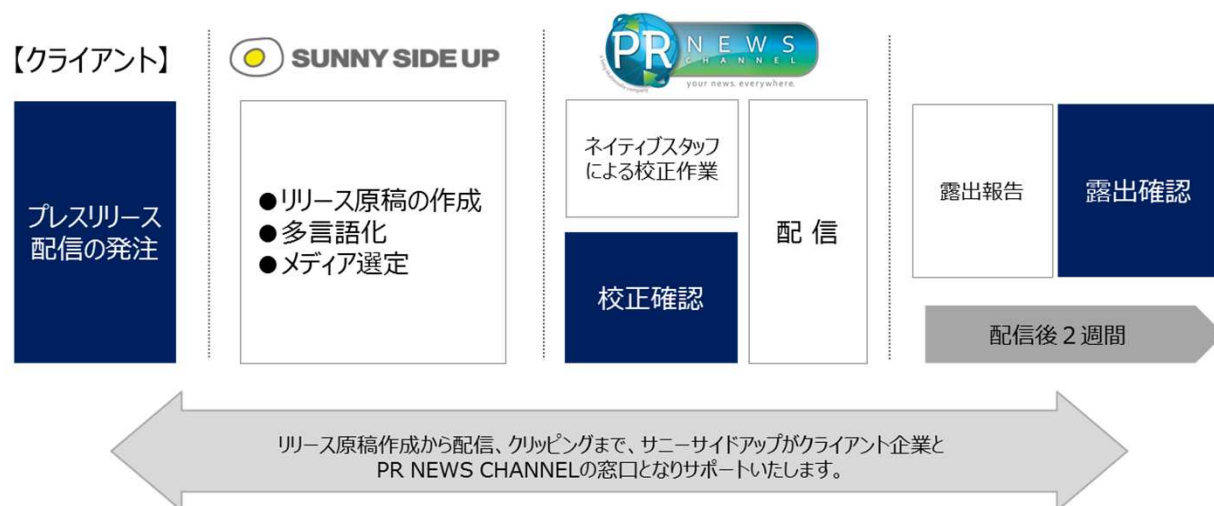 【クライアント】
プレスリリース
配信の発注
SUNNY SIDE UP
●リリース原稿の作成
●多言語化
●メディア選定
PR NEWS
CHANNEL
your news. everywhere.
ネイティブスタッフ
による校正作業
校正確認
配 信
露出報告
露出確認
配信後２週間
リリース原稿作成から配信、クリッピングまで、サニーサイドアップがクライアント企業と
PR NEWS CHANNELの窓口となりサポートいたします。